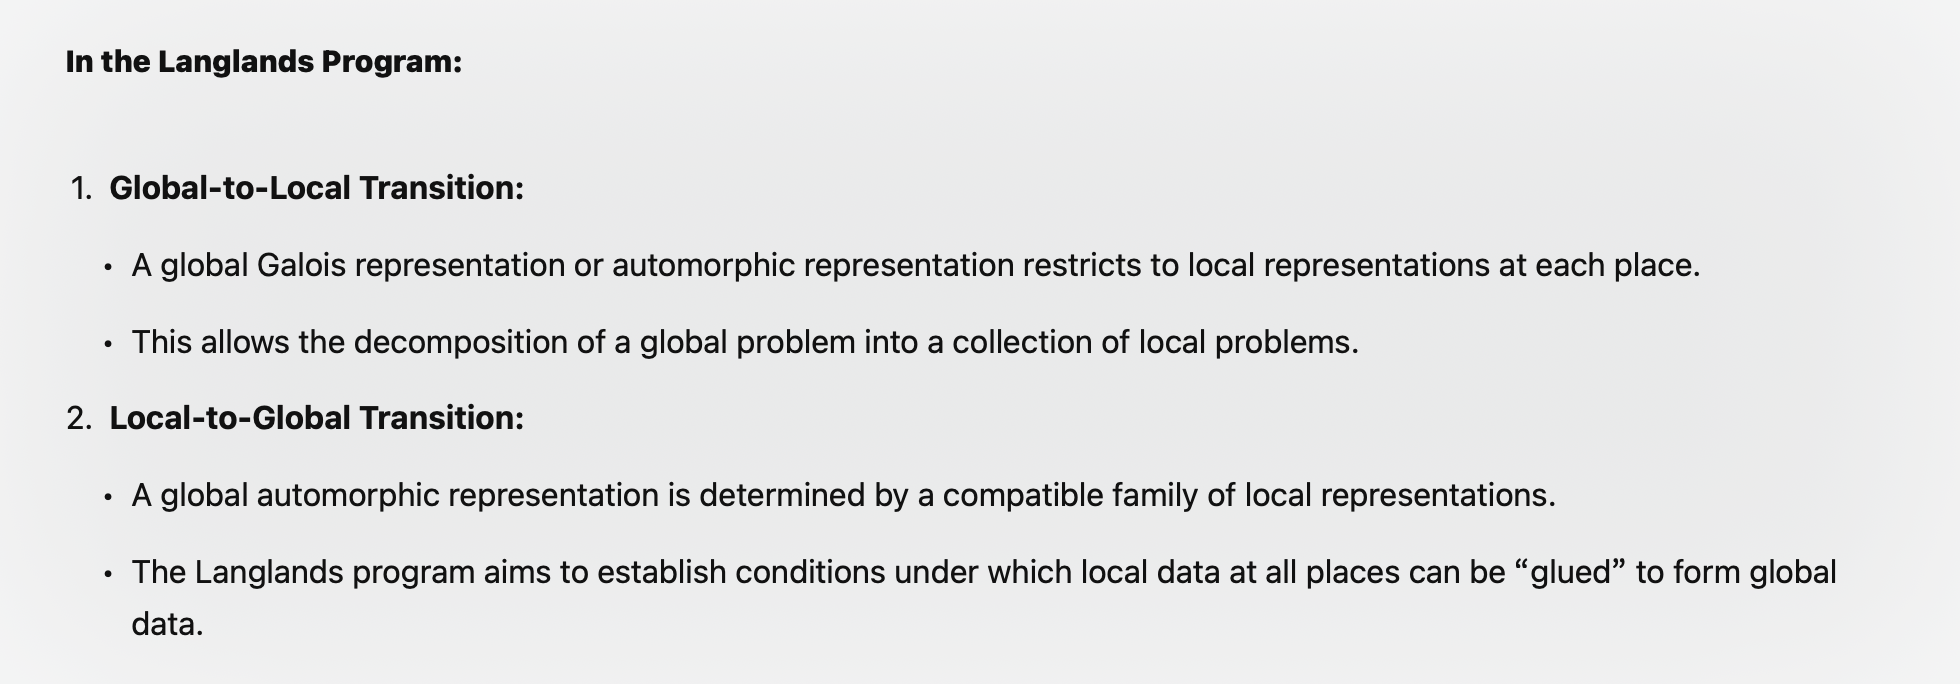 In the Langlands Program:
1. Global-to-Local Transition:
• A global Galois representation or automorphic representation restricts to local representations at each place.
• This allows the decomposition of a global problem into a collection of local problems.
2. Local-to-Global Transition:
• A global automorphic representation is determined by a compatible family of local representations.
• The Langlands program aims to establish conditions under which local data at all places can be “glued” to form global
data.